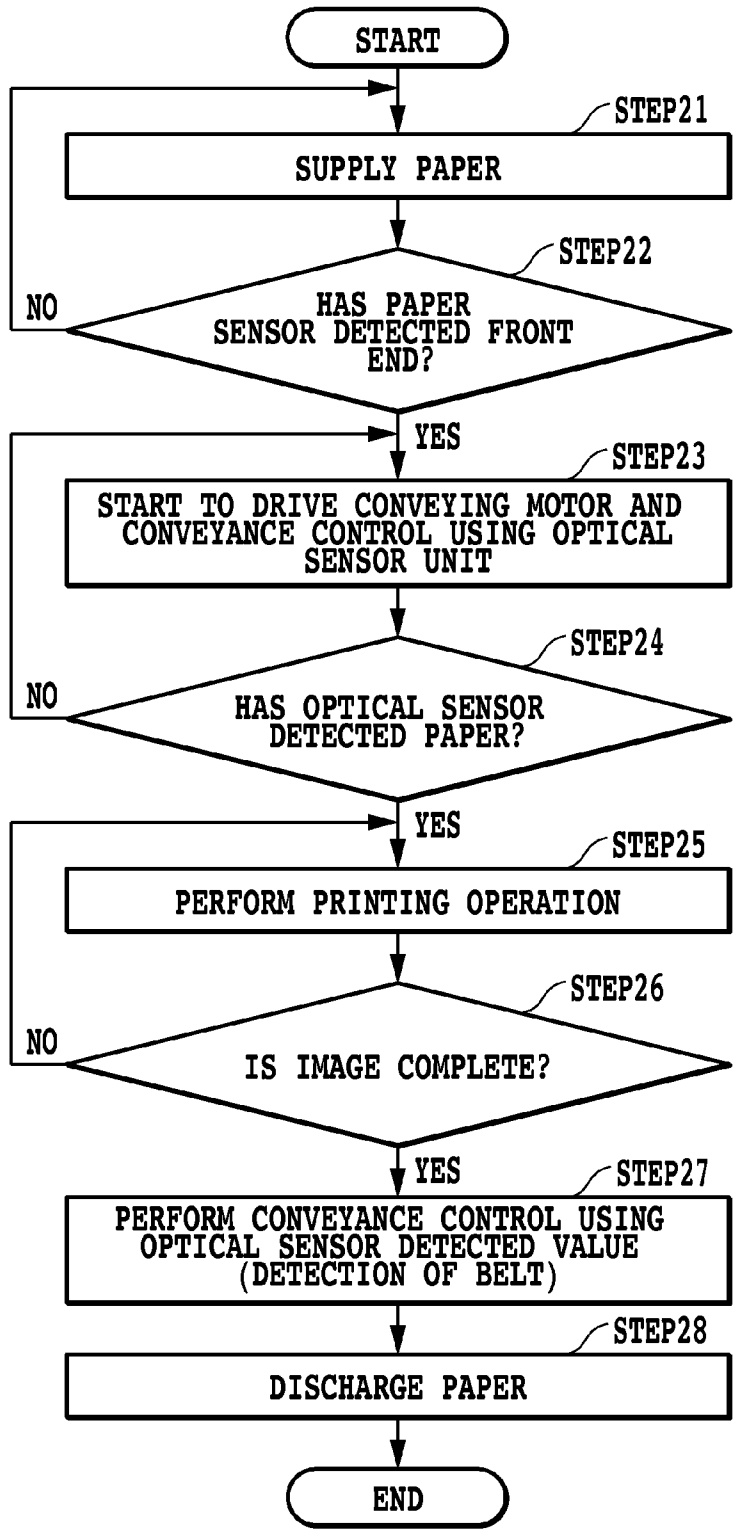 START
STEP21
SUPPLY PAPER
STEP22
HAS PAPER
SENSOR DETECTED FRONT
END?
NO
YES
STEP23
START TO DRIVE CONVEYING MOTOR AND
CONVEYANCE CONTROL USING OPTICAL
SENSOR UNIT
STEP24
NO
HAS OPTICAL SENSOR
DETECTED PAPER?
YES
STEP25
PERFORM PRINTING OPERATION
STEP26
NO
IS IMAGE COMPLETE?
YES
STEP27
PERFORM CONVEYANCE CONTROL USING
OPTICAL SENSOR DETECTED VALUE
(DETECTION OF BELT)
STEP28
DISCHARGE PAPER
END